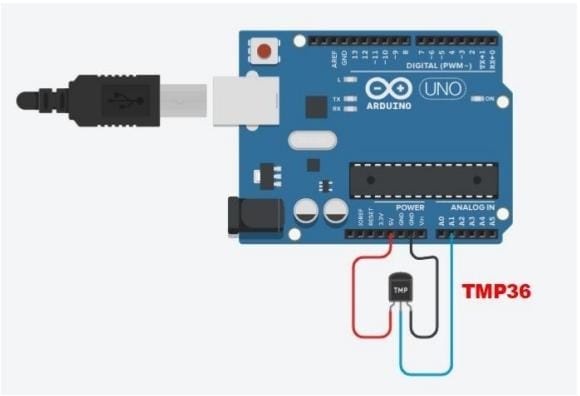 AREF
GND
13
12
~11
~10
~9
8
7
~6
~5
4
~3
2
TX→1
RX←0
DIGITAL (PWM~)
L
TX
RX
ARDUINO
UNO
ON
POWER
ANALOG IN
IOREF
RESET
3.3V
5V
GND
GND
Vin
A0
A1
A2
A3
A4
A5
TMP
TMP36